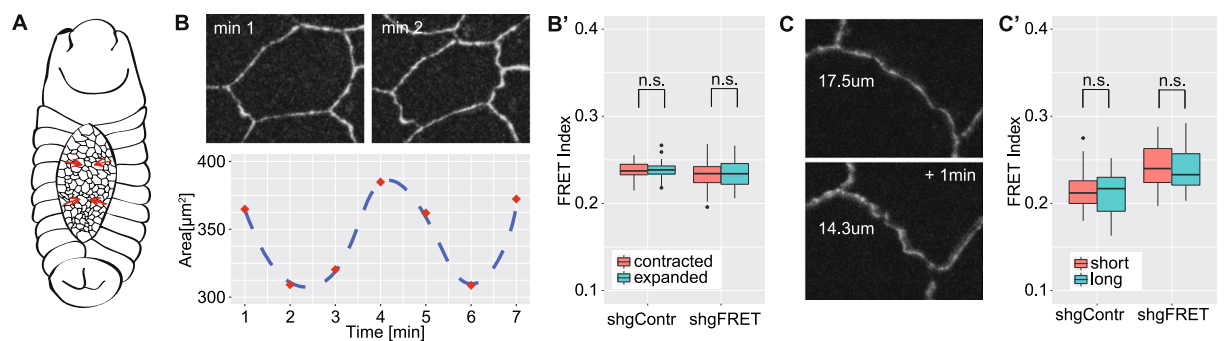 A
B
min 1
min 2
400
350
300
Area[µm²]
1 2 3 4 5 6 7
Time [min]
B’
0.4
0.3
0.2
0.1
FRET Index
n.s. n.s.
contracted
expanded
shgContr shgFRET
C
17.5um
+ 1min
14.3um
C’
0.4
0.3
0.2
0.1
FRET Index
n.s. n.s.
short
long
shgContr shgFRET